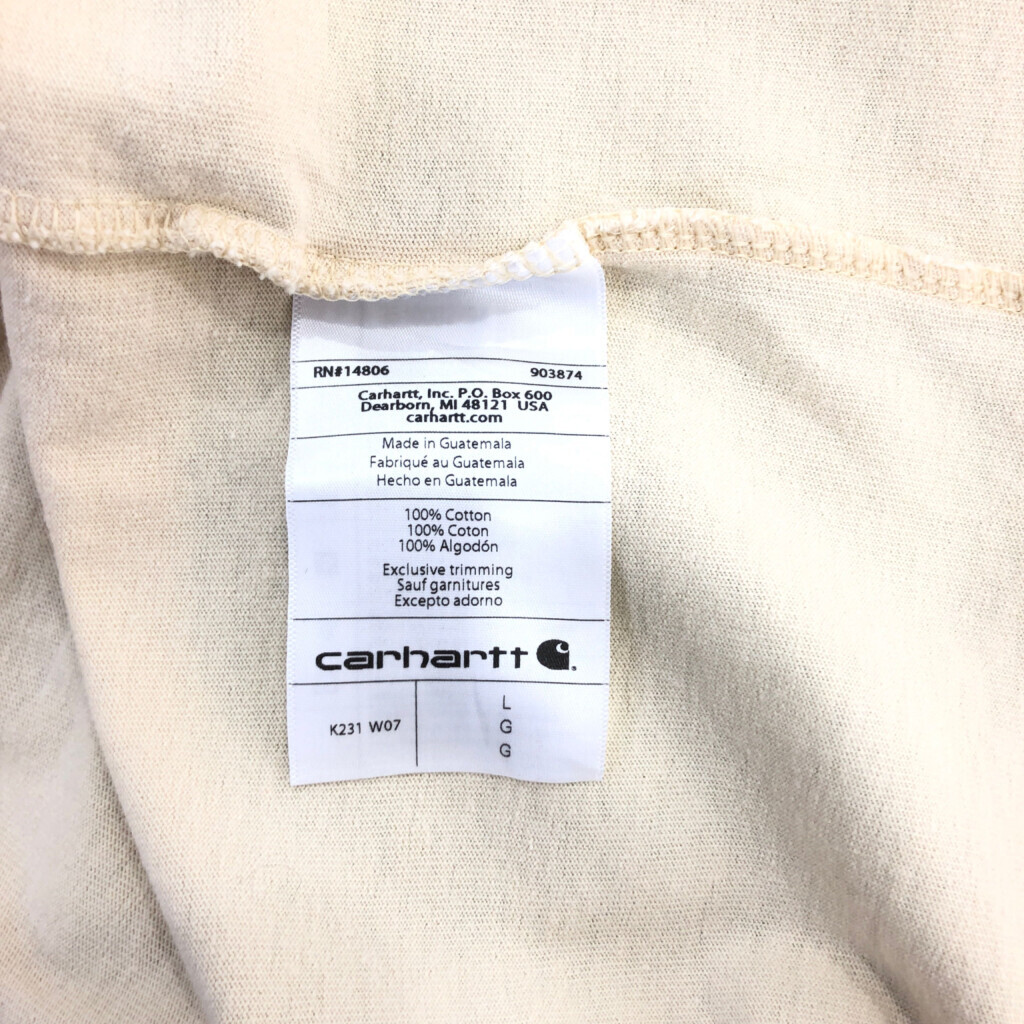 RN#14806 903874
Carhartt, Inc. P.O. Box 600
Dearborn, MI 48121 USA
carhartt.com
Made in Guatemala
Fabriqué au Guatemala
Hecho en Guatemala
100% Cotton
100% Coton
100% Algodón
Exclusive trimming
Sauf garnitures
Excepto adorno
carhartt
K231 W07
L
G
G